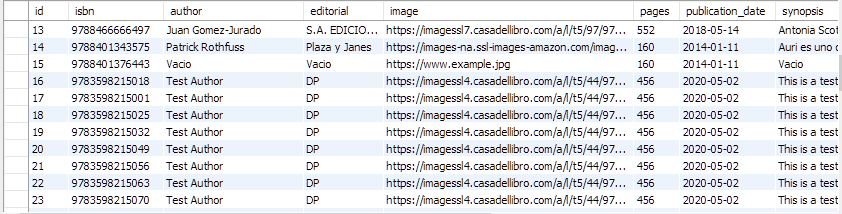 id isbn author editorial image pages publication_date synopsis
13 9788466666497 Juan Gomez-Jurado S.A. EDICIO... https://imagessl7.casadellibro.com/a/l/t5/97/97... 552 2018-05-14 Antonia Scot
14 9788401343575 Patrick Rothfuss Plaza y Janes https://images-na.ssl-images-amazon.com/imag... 160 2014-01-11 Auri es uno d
15 9788401376443 Vacio Vacio https://www.example.jpg 160 2014-01-11 Vacio
16 9783598215018 Test Author DP https://imagessl4.casadellibro.com/a/l/t5/44/97... 456 2020-05-02 This is a test
17 9783598215001 Test Author DP https://imagessl4.casadellibro.com/a/l/t5/44/97... 456 2020-05-02 This is a test
18 9783598215025 Test Author DP https://imagessl4.casadellibro.com/a/l/t5/44/97... 456 2020-05-02 This is a test
19 9783598215032 Test Author DP https://imagessl4.casadellibro.com/a/l/t5/44/97... 456 2020-05-02 This is a test
20 9783598215049 Test Author DP https://imagessl4.casadellibro.com/a/l/t5/44/97... 456 2020-05-02 This is a test
21 9783598215056 Test Author DP https://imagessl4.casadellibro.com/a/l/t5/44/97... 456 2020-05-02 This is a test
22 9783598215063 Test Author DP https://imagessl4.casadellibro.com/a/l/t5/44/97... 456 2020-05-02 This is a test
23 9783598215070 Test Author DP https://imagessl4.casadellibro.com/a/l/t5/44/97... 456 2020-05-02 This is a test